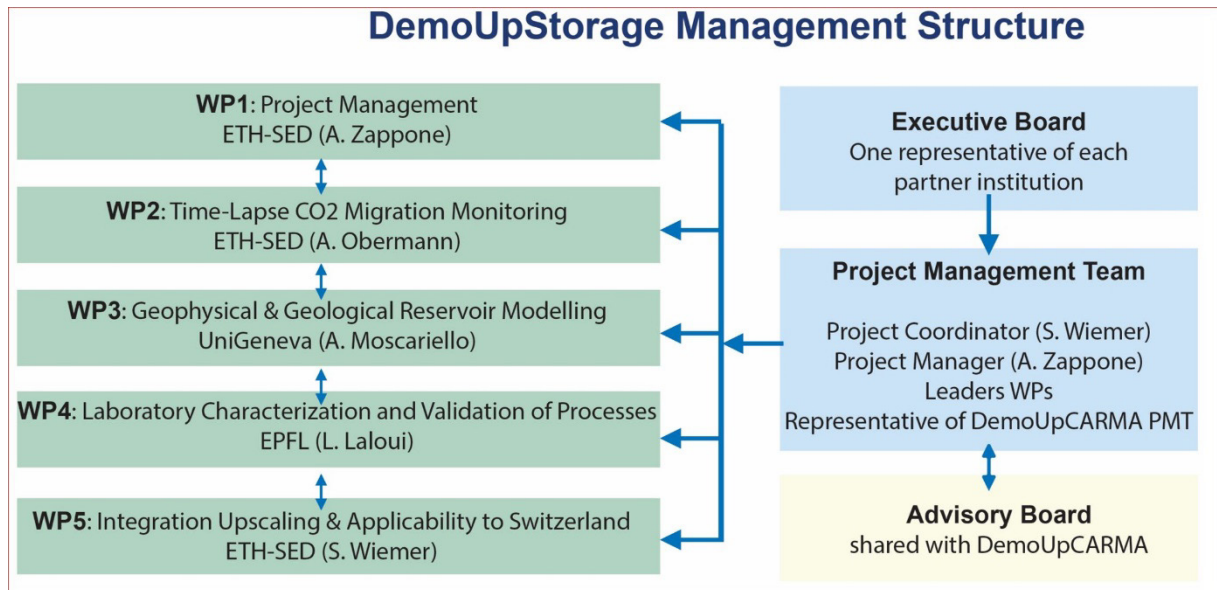 DemoUpStorage Management Structure
WP1: Project Management
ETH-SED (A. Zappone)
WP2: Time-Lapse CO2 Migration Monitoring
ETH-SED (A. Obermann)
WP3: Geophysical & Geological Reservoir Modelling
UniGeneva (A. Moscariello)
WP4: Laboratory Characterization and Validation of Processes
EPFL (L. Laloui)
WP5: Integration Upscaling & Applicability to Switzerland
ETH-SED (S. Wiemer)
Executive Board
One representative of each
partner institution
Project Management Team
Project Coordinator (S. Wiemer)
Project Manager (A. Zappone)
Leaders WPs
Representative of DemoUpCARMA PMT
Advisory Board
shared with DemoUpCARMA